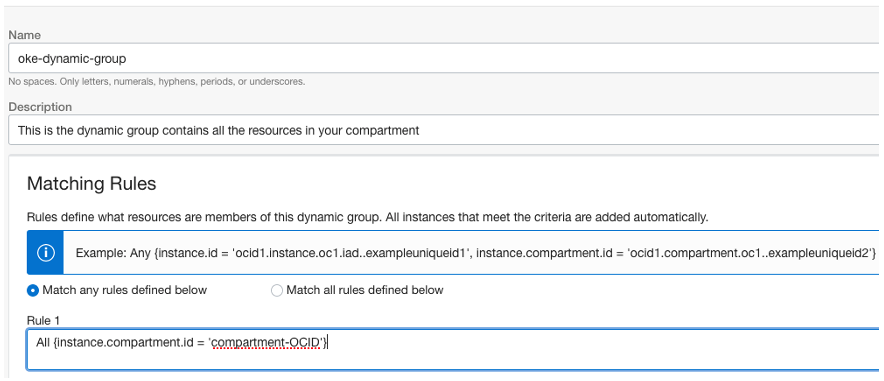 Name
oke-dynamic-group
No spaces. Only letters, numerals, hyphens, periods, or underscores.
Description
This is the dynamic group contains all the resources in your compartment
Matching Rules
Rules define what resources are members of this dynamic group. All instances that meet the criteria are added automatically.
Example: Any {instance.id = 'ocid1.instance.oc1.iad..exampleuniqueid1', instance.compartment.id = 'ocid1.compartment.oc1..exampleuniqueid2'}
Match any rules defined below Match all rules defined below
Rule 1
All {instance.compartment.id = 'compartment-OCID'}